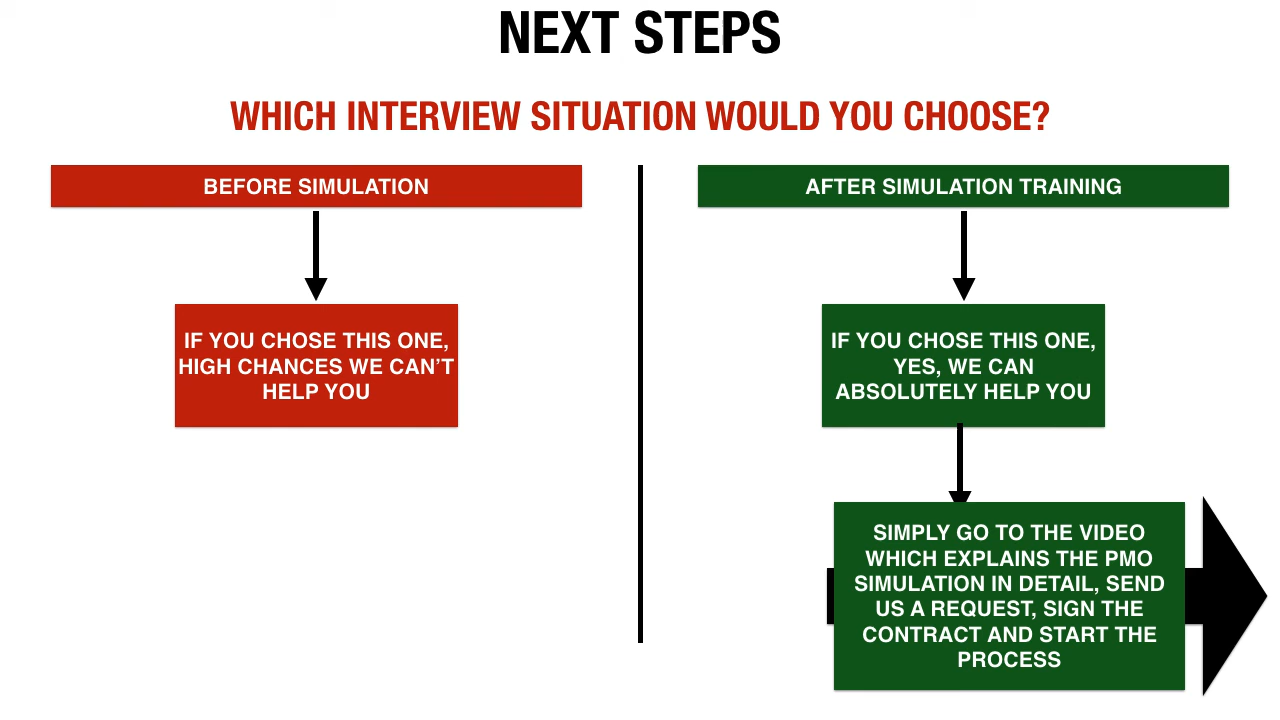 NEXT STEPS
WHICH INTERVIEW SITUATION WOULD YOU CHOOSE?
BEFORE SIMULATION
IF YOU CHOSE THIS ONE,
HIGH CHANCES WE CAN’T
HELP YOU
AFTER SIMULATION TRAINING
IF YOU CHOSE THIS ONE,
YES, WE CAN
ABSOLUTELY HELP YOU
SIMPLY GO TO THE VIDEO
WHICH EXPLAINS THE PMO
SIMULATION IN DETAIL, SEND
US A REQUEST, SIGN THE
CONTRACT AND START THE
PROCESS